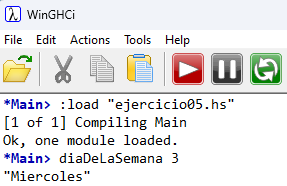 WinGHCi
File Edit Actions Tools Help
*Main> :load "ejercicio05.hs"
[1 of 1] Compiling Main
Ok, one module loaded.
*Main> diaDeLaSemana 3
"Miercoles"